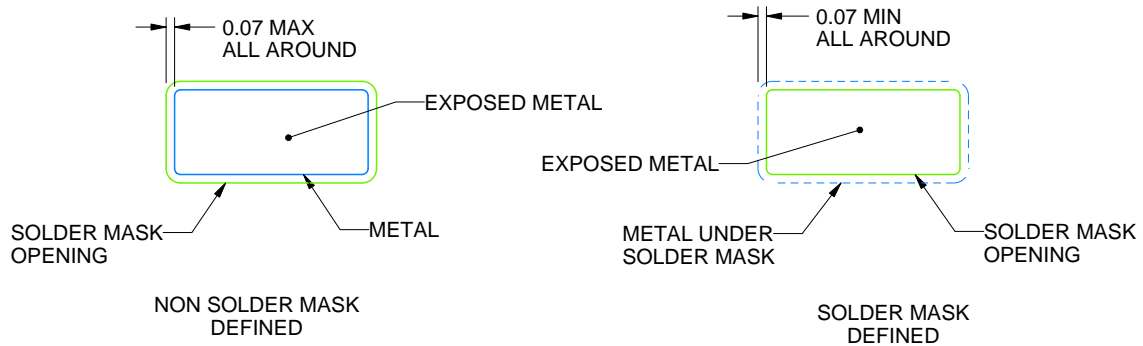 0.07 MAX
ALL AROUND
EXPOSED METAL
SOLDER MASK
OPENING
METAL
NON SOLDER MASK
DEFINED
0.07 MIN
ALL AROUND
EXPOSED METAL
METAL UNDER
SOLDER MASK
SOLDER MASK
OPENING
SOLDER MASK
DEFINED